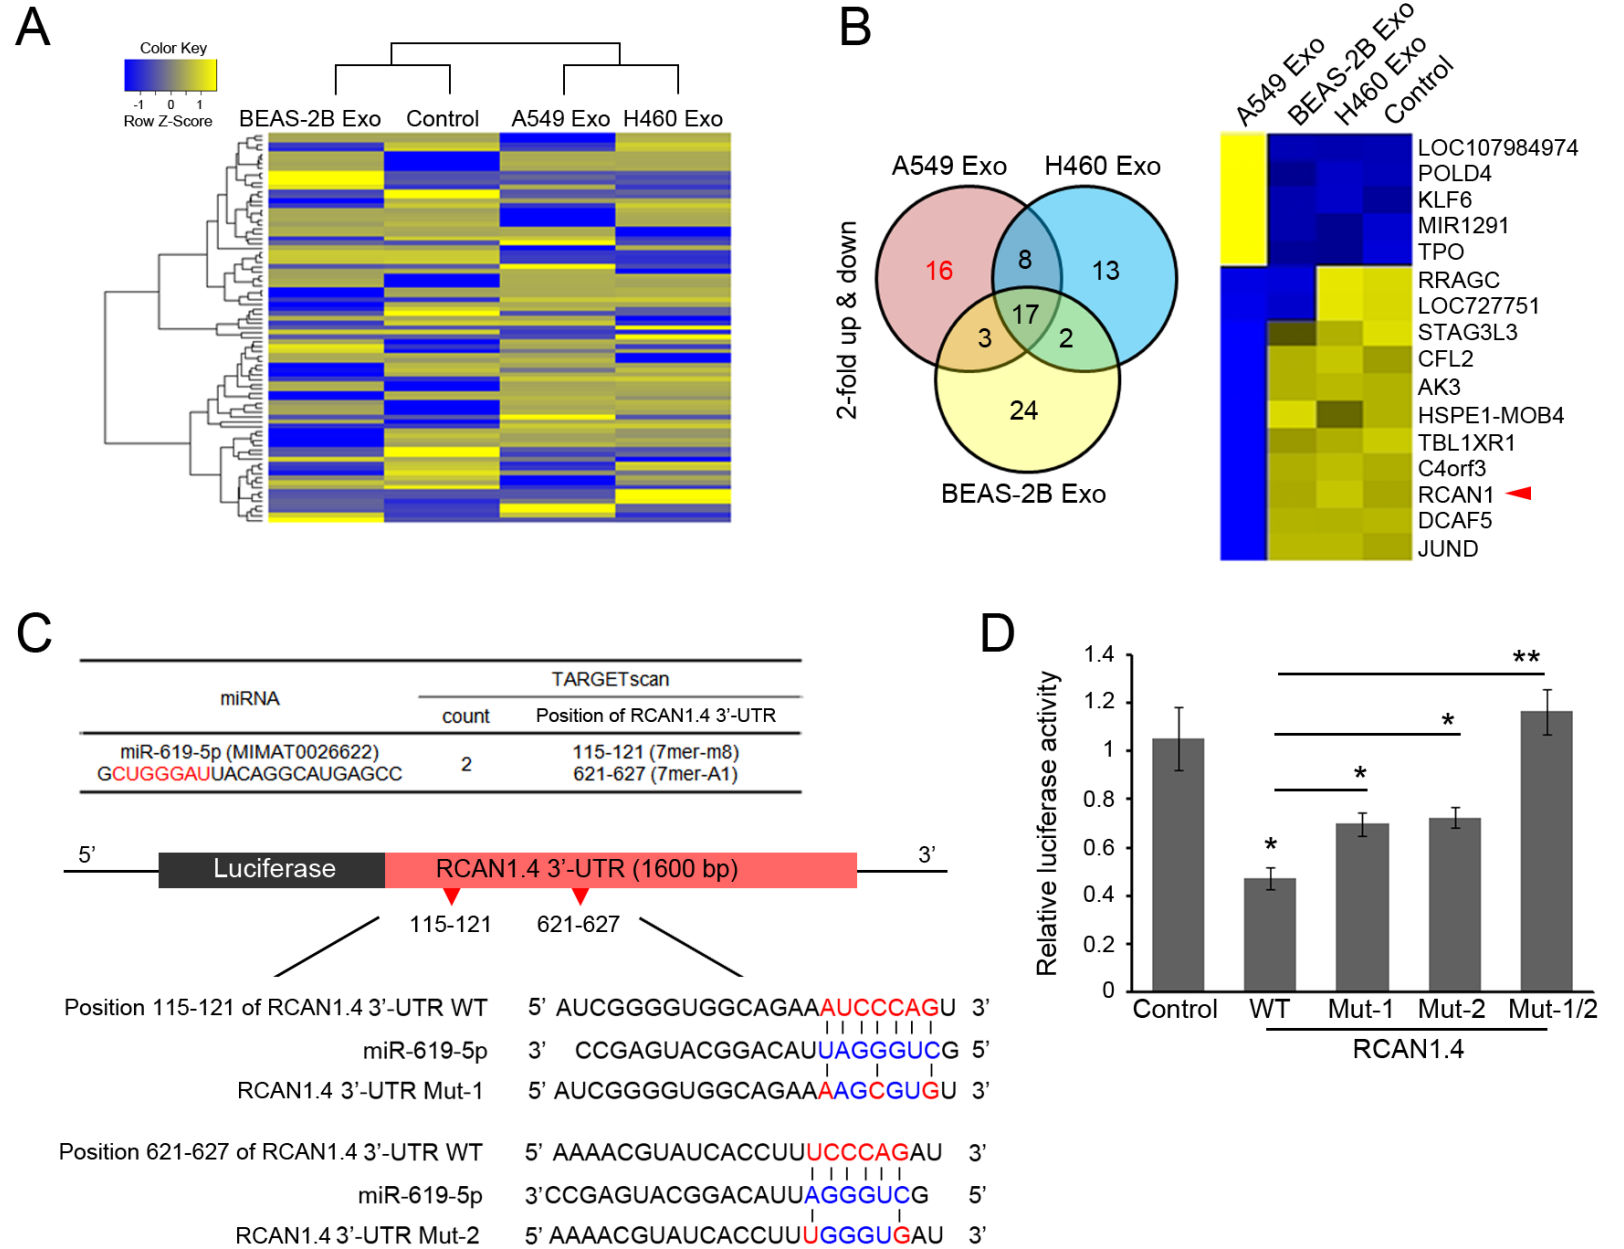 A
Color Key
-1 0 1
Row Z-Score
BEAS-2B Exo Control A549 Exo H460 Exo
B
2-fold up & down
A549 Exo H460 Exo
16 8 13
17
3 2
24
BEAS-2B Exo
A549 Exo
BEAS-2B Exo
H460 Exo
Control
LOC107984974
POLD4
KLF6
MIR1291
TPO
RRAGC
LOC727751
STAG3L3
CFL2
AK3
HSPE1-MOB4
TBL1XR1
C4orf3
RCAN1
DCAF5
JUND
C
miRNA
TARGETscan
count Position of RCAN1.4 3’-UTR
miR-619-5p (MIMAT0026622)
GCUGGGAUUACAGGCAUGAGCC
2
115-121 (7mer-m8)
621-627 (7mer-A1)
5’ 3’
Luciferase RCAN1.4 3’-UTR (1600 bp)
115-121 621-627
Position 115-121 of RCAN1.4 3’-UTR WT 5’ AUCGGGGUGGCAGAAAUCCCAGU 3’
miR-619-5p 3’ CCGAGUACGGACAUUAGGGUCG 5’
RCAN1.4 3’-UTR Mut-1 5’ AUCGGGGUGGCAGAAAAGCGUGU 3’
Position 621-627 of RCAN1.4 3’-UTR WT 5’ AAAACGUAUCACCUUUCCCAGAU 3’
miR-619-5p 3’CCGAGUACGGACAUUAGGGUCG 5’
RCAN1.4 3’-UTR Mut-2 5’ AAAACGUAUCACCUUUGGGUGAU 3’
D
Relative luciferase activity
1.4
1.2
1
0.8
0.6
0.4
0.2
0
*
*
*
**
Control WT Mut-1 Mut-2 Mut-1/2
RCAN1.4